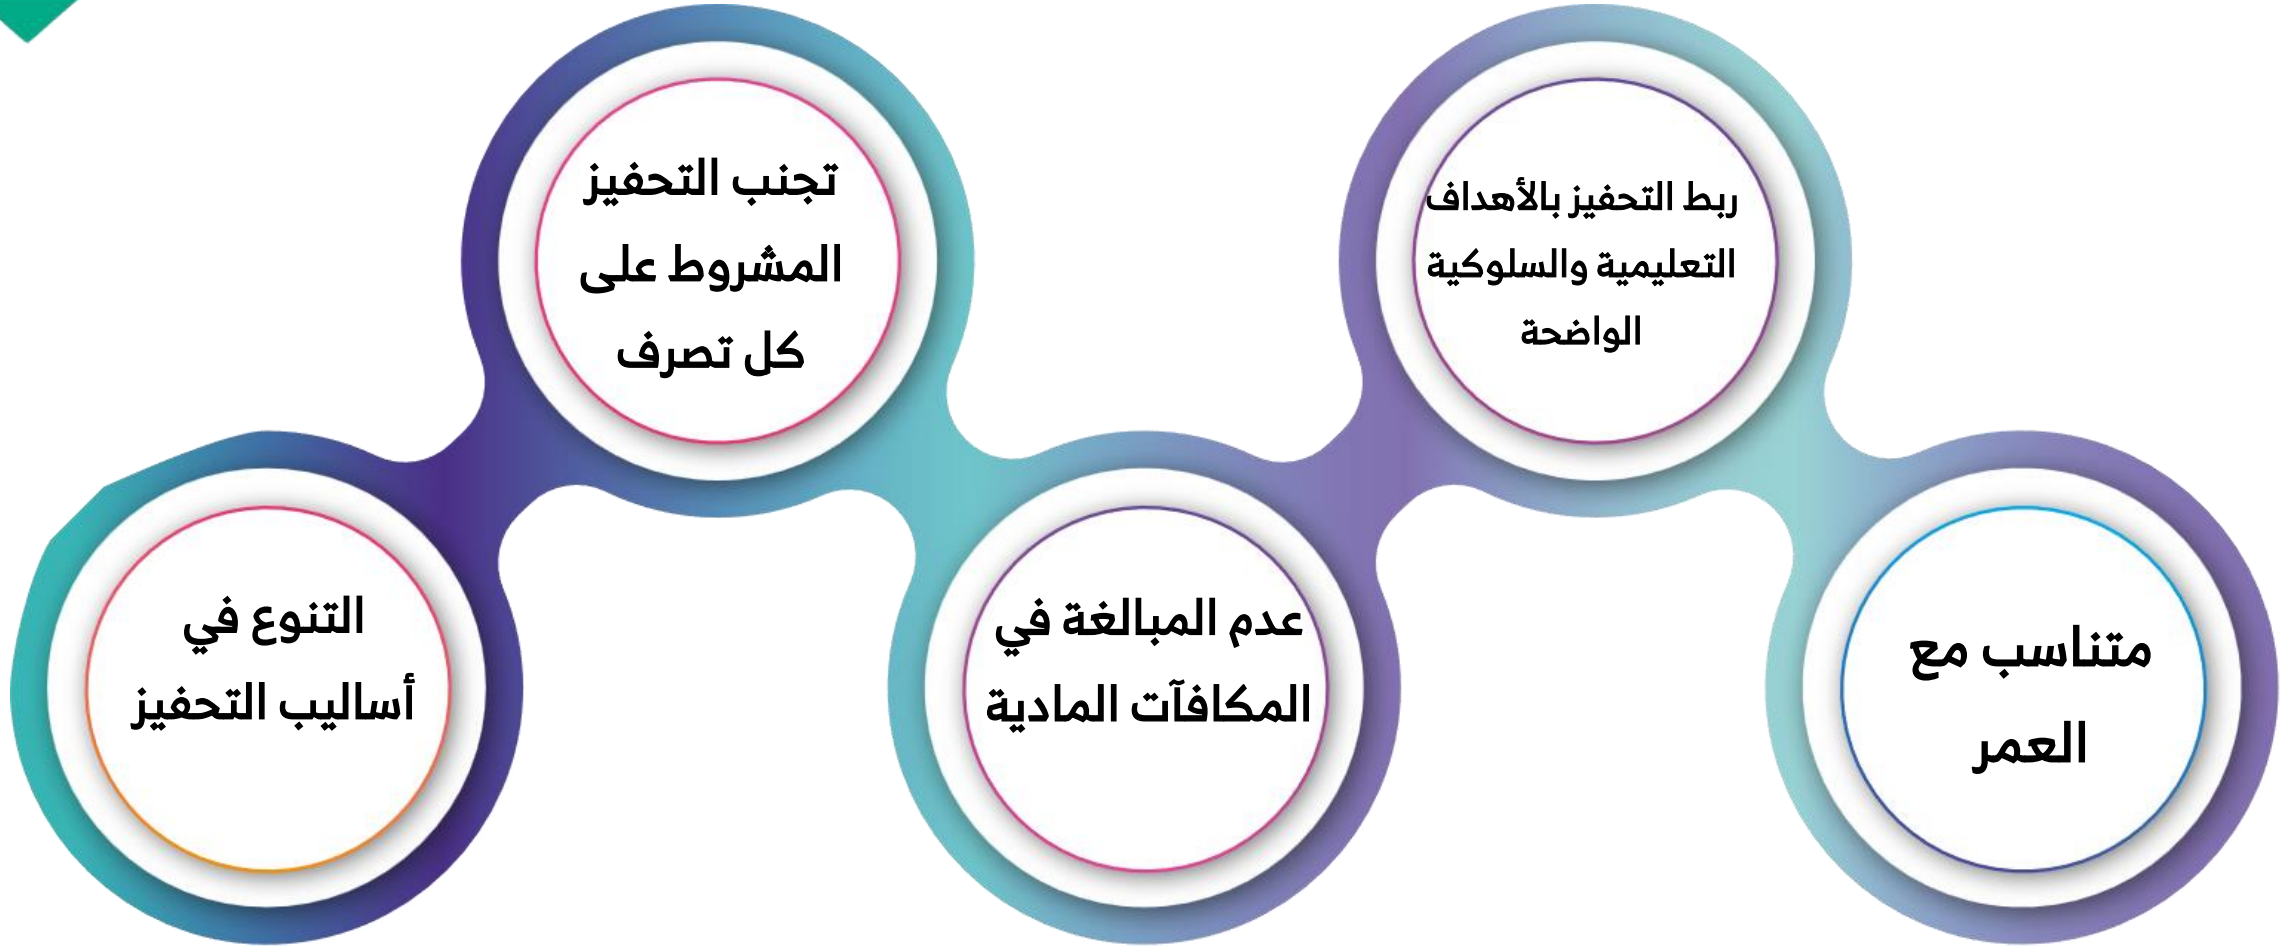 متناسب مع
العمر
ربط التحفيز بالأهداف
التعليمية والسلوكية
الواضحة
عدم المبالغة في
المكافآت المادية
تجنب التحفيز
المشروط على
كل تصرف
التنوع في
أساليب التحفيز